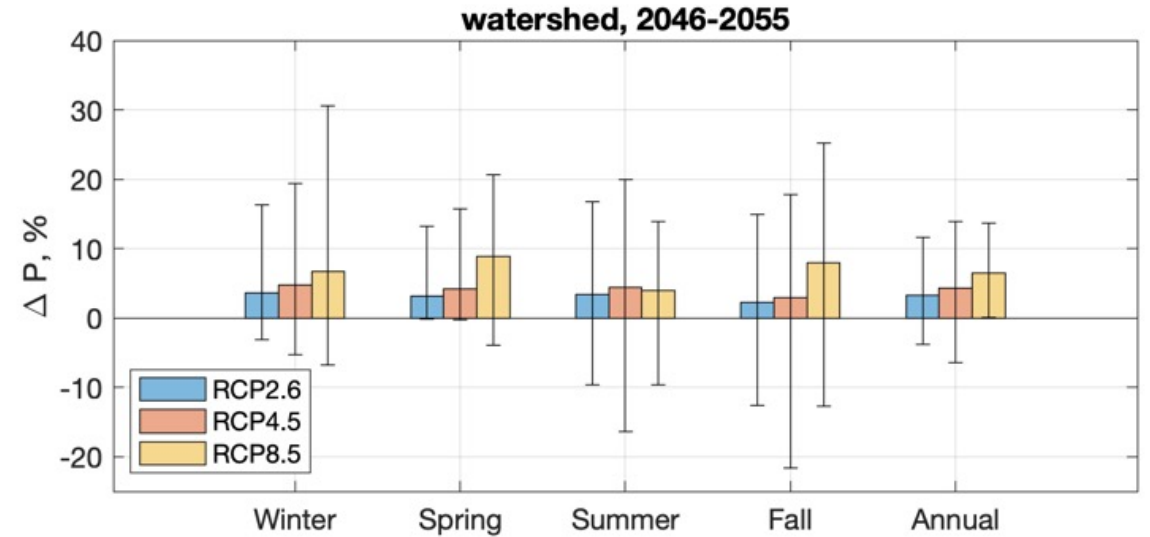 watershed, 2046-2055
40
30
20
10
0
-10
-20
Δ P, %
RCP2.6
RCP4.5
RCP8.5
Winter Spring Summer Fall Annual